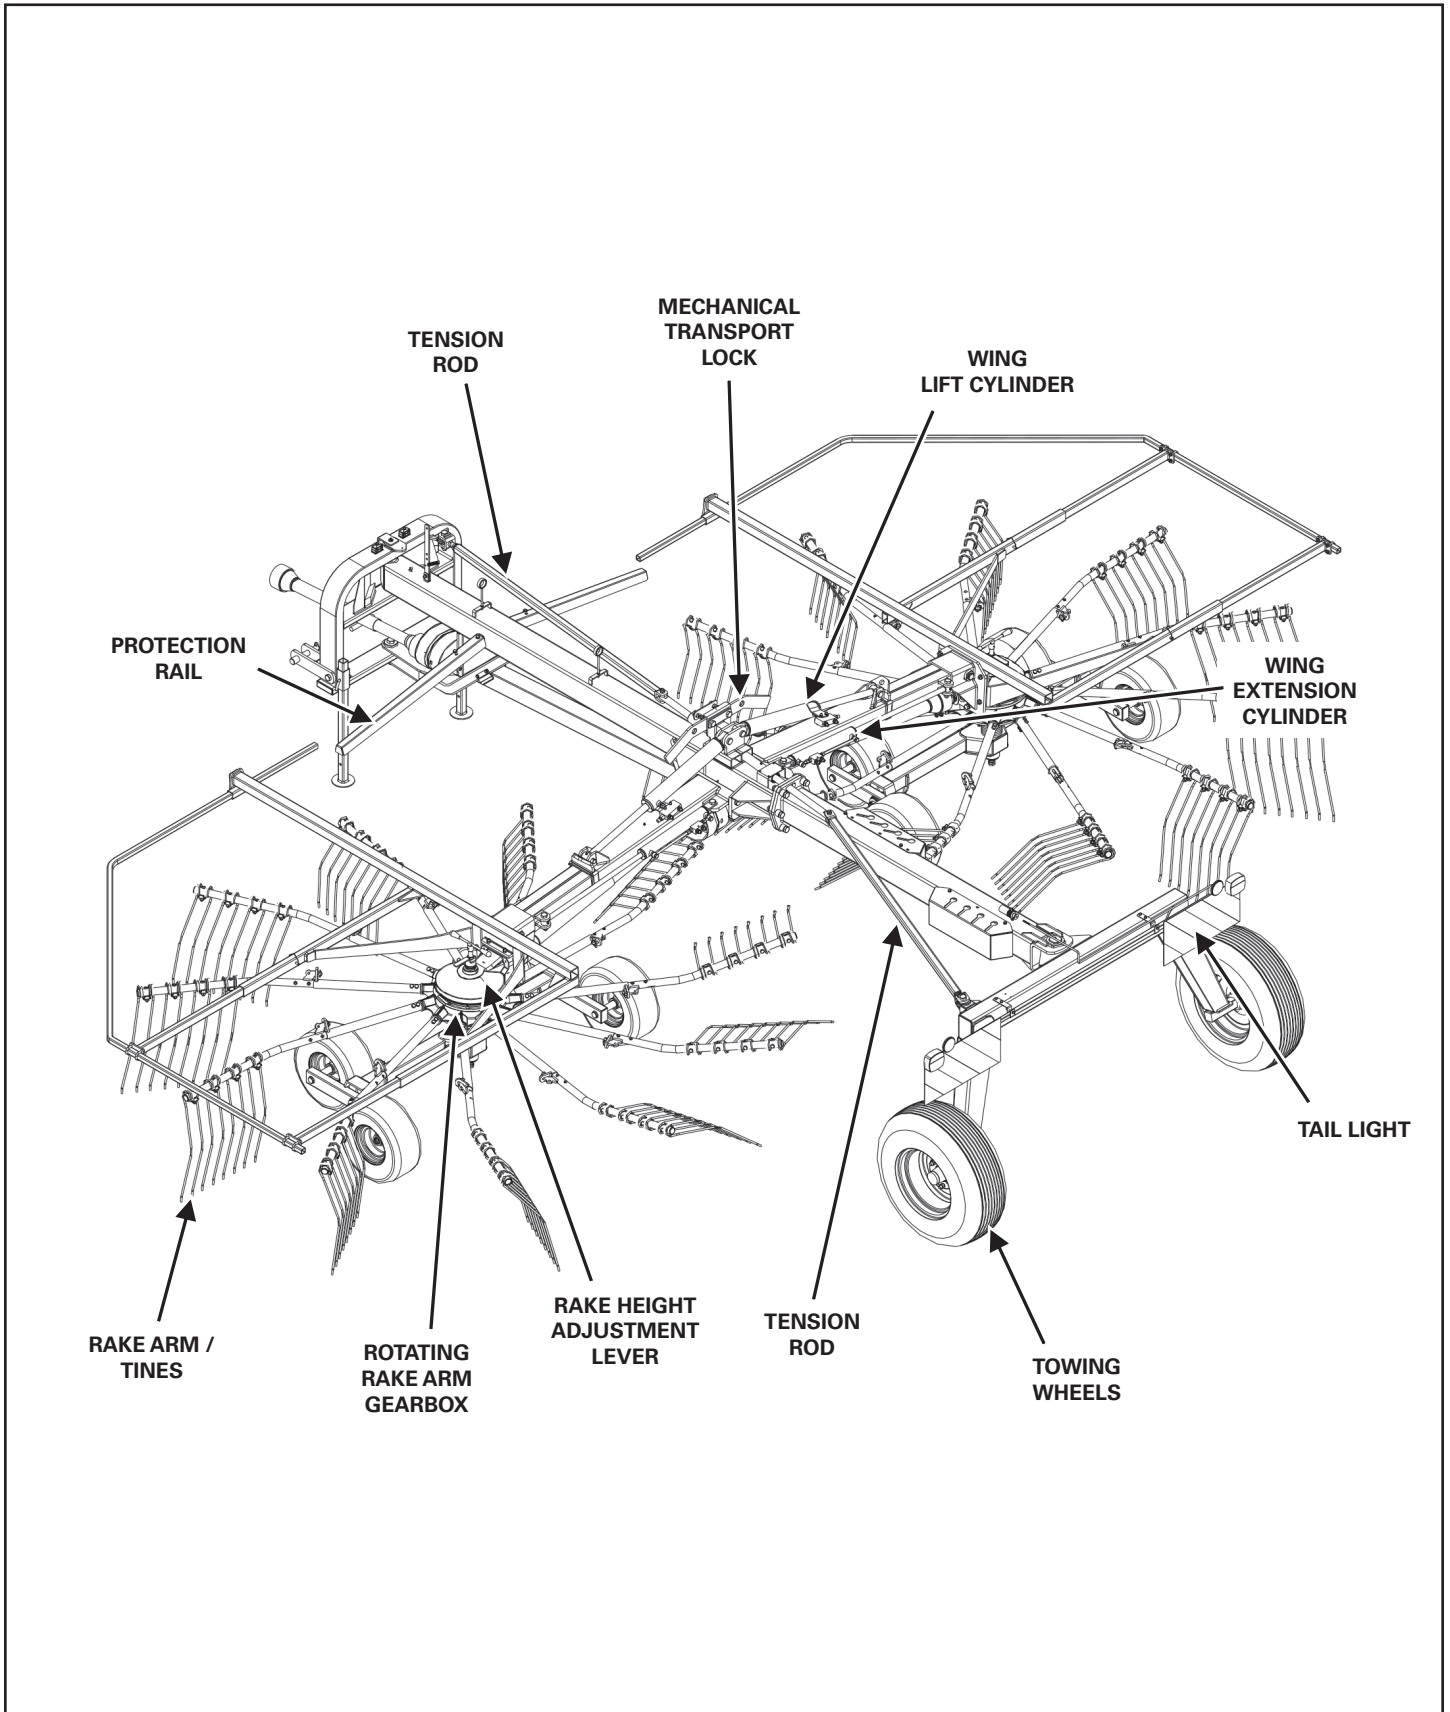 MECHANICAL
TRANSPORT
LOCK
TENSION
ROD
WING
LIFT CYLINDER
PROTECTION
RAIL
WING
EXTENSION
CYLINDER
TAIL LIGHT
RAKE ARM /
TINES
ROTATING
RAKE ARM
GEARBOX
RAKE HEIGHT
ADJUSTMENT
LEVER
TENSION
ROD
TOWING
WHEELS